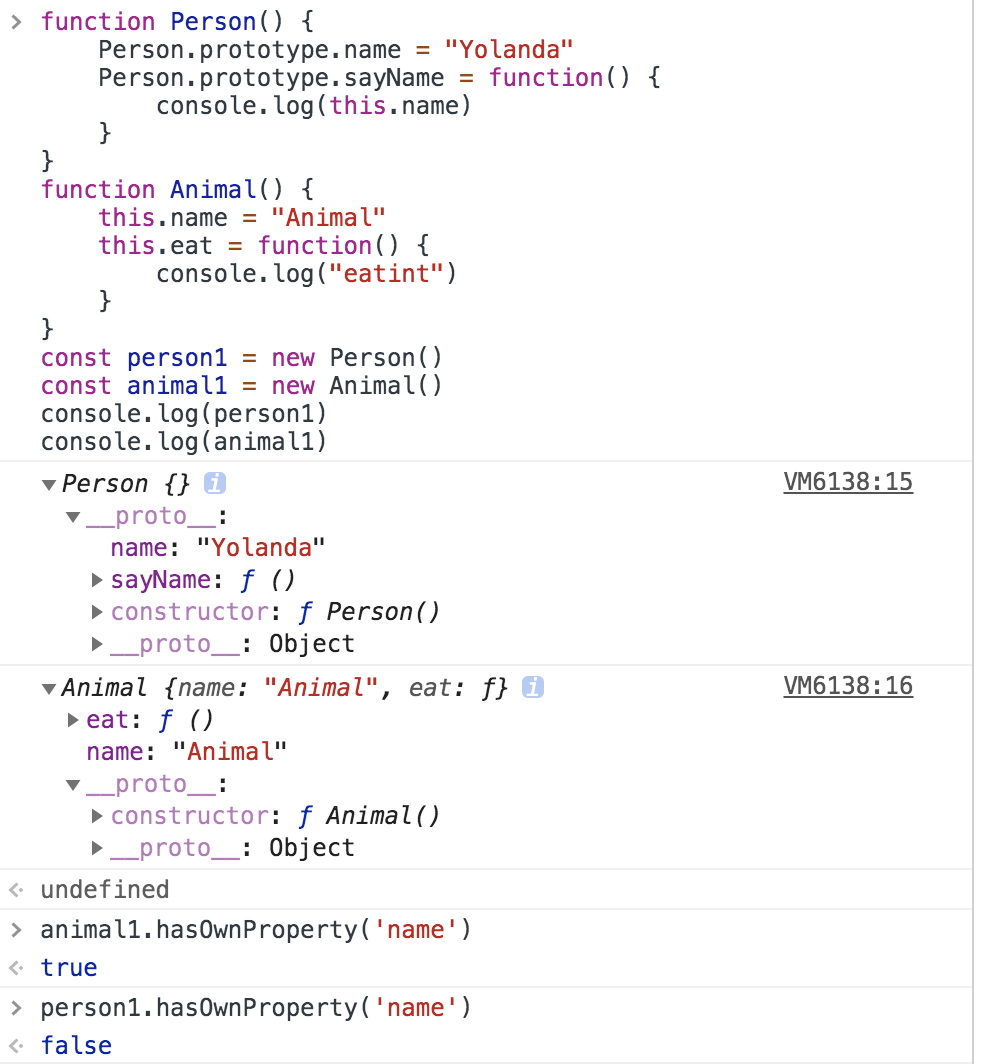 > function Person() {
    Person.prototype.name = "Yolanda"
    Person.prototype.sayName = function() {
        console.log(this.name)
    }
}
function Animal() {
    this.name = "Animal"
    this.eat = function() {
        console.log("eatint")
    }
}
const person1 = new Person()
const animal1 = new Animal()
console.log(person1)
console.log(animal1)
▼Person {} i VM6138:15
▼__proto__:
name: "Yolanda"
▶sayName: ƒ ()
▶constructor: ƒ Person()
▶__proto__: Object
▼Animal {name: "Animal", eat: ƒ} i VM6138:16
▶eat: ƒ ()
name: "Animal"
▼__proto__:
▶constructor: ƒ Animal()
▶__proto__: Object
undefined
> animal1.hasOwnProperty('name')
true
> person1.hasOwnProperty('name')
false